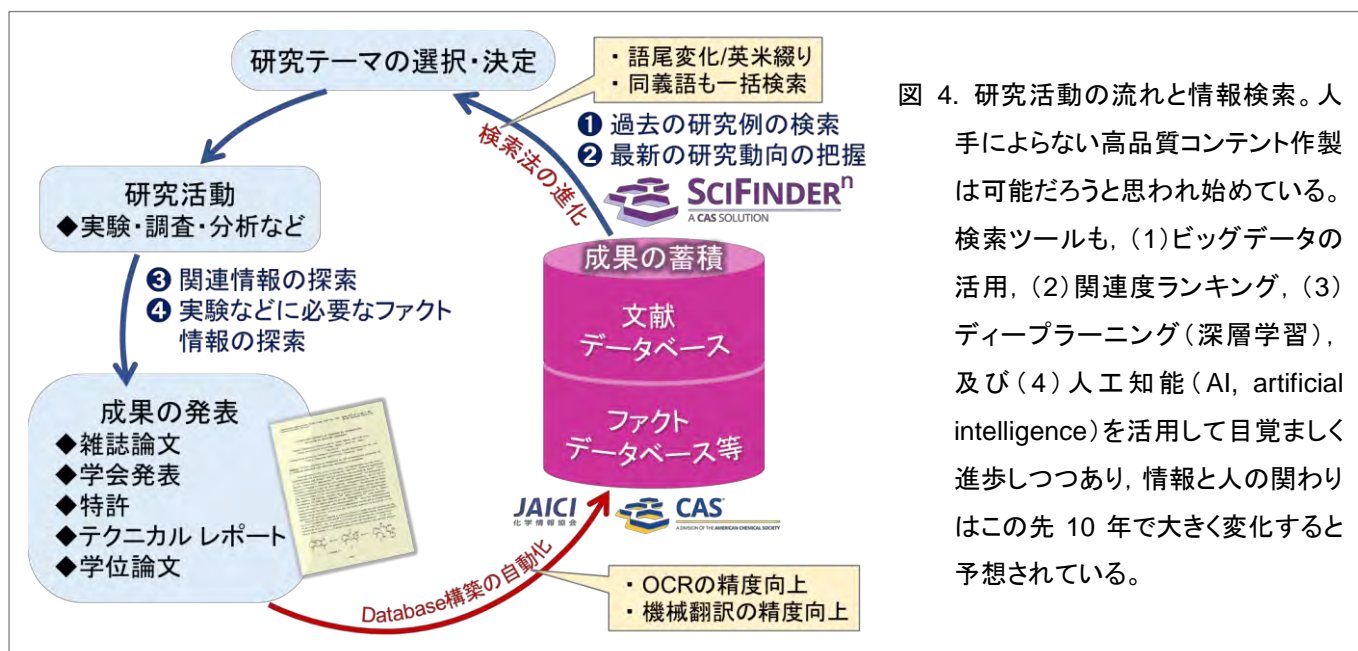 研究テーマの選択・決定
・ 語尾変化/英米綴り
・ 同義語も一括検索
検索法の進化
❶ 過去の研究例の検索
❷ 最新の研究動向の把握
SCIFINDERⁿ
A CAS SOLUTION
研究活動
◆実験・調査・分析など
❸ 関連情報の探索
❹ 実験などに必要なファクト
情報の探索
成果の蓄積
文献
データベース
ファクト
データベース等
成果の発表
◆雑誌論文
◆学会発表
◆特許
◆テクニカル レポート
◆学位論文
JAICI
化学情報協会
CAS
A DIVISION OF THE AMERICAN CHEMICAL SOCIETY
Database構築の自動化
・ OCRの精度向上
・ 機械翻訳の精度向上
図 4. 研究活動の流れと情報検索。人
手によらない高品質コンテント作製
は可能だろうと思われ始めている。
検索ツールも,（1）ビッグデータの
活用,（2）関連度ランキング,（3）
ディープラーニング（深層学習）,
及び（4）人工知能（AI, artificial
intelligence）を活用して目覚ましく
進歩しつつあり, 情報と人の関わり
はこの先 10 年で大きく変化すると
予想されている。